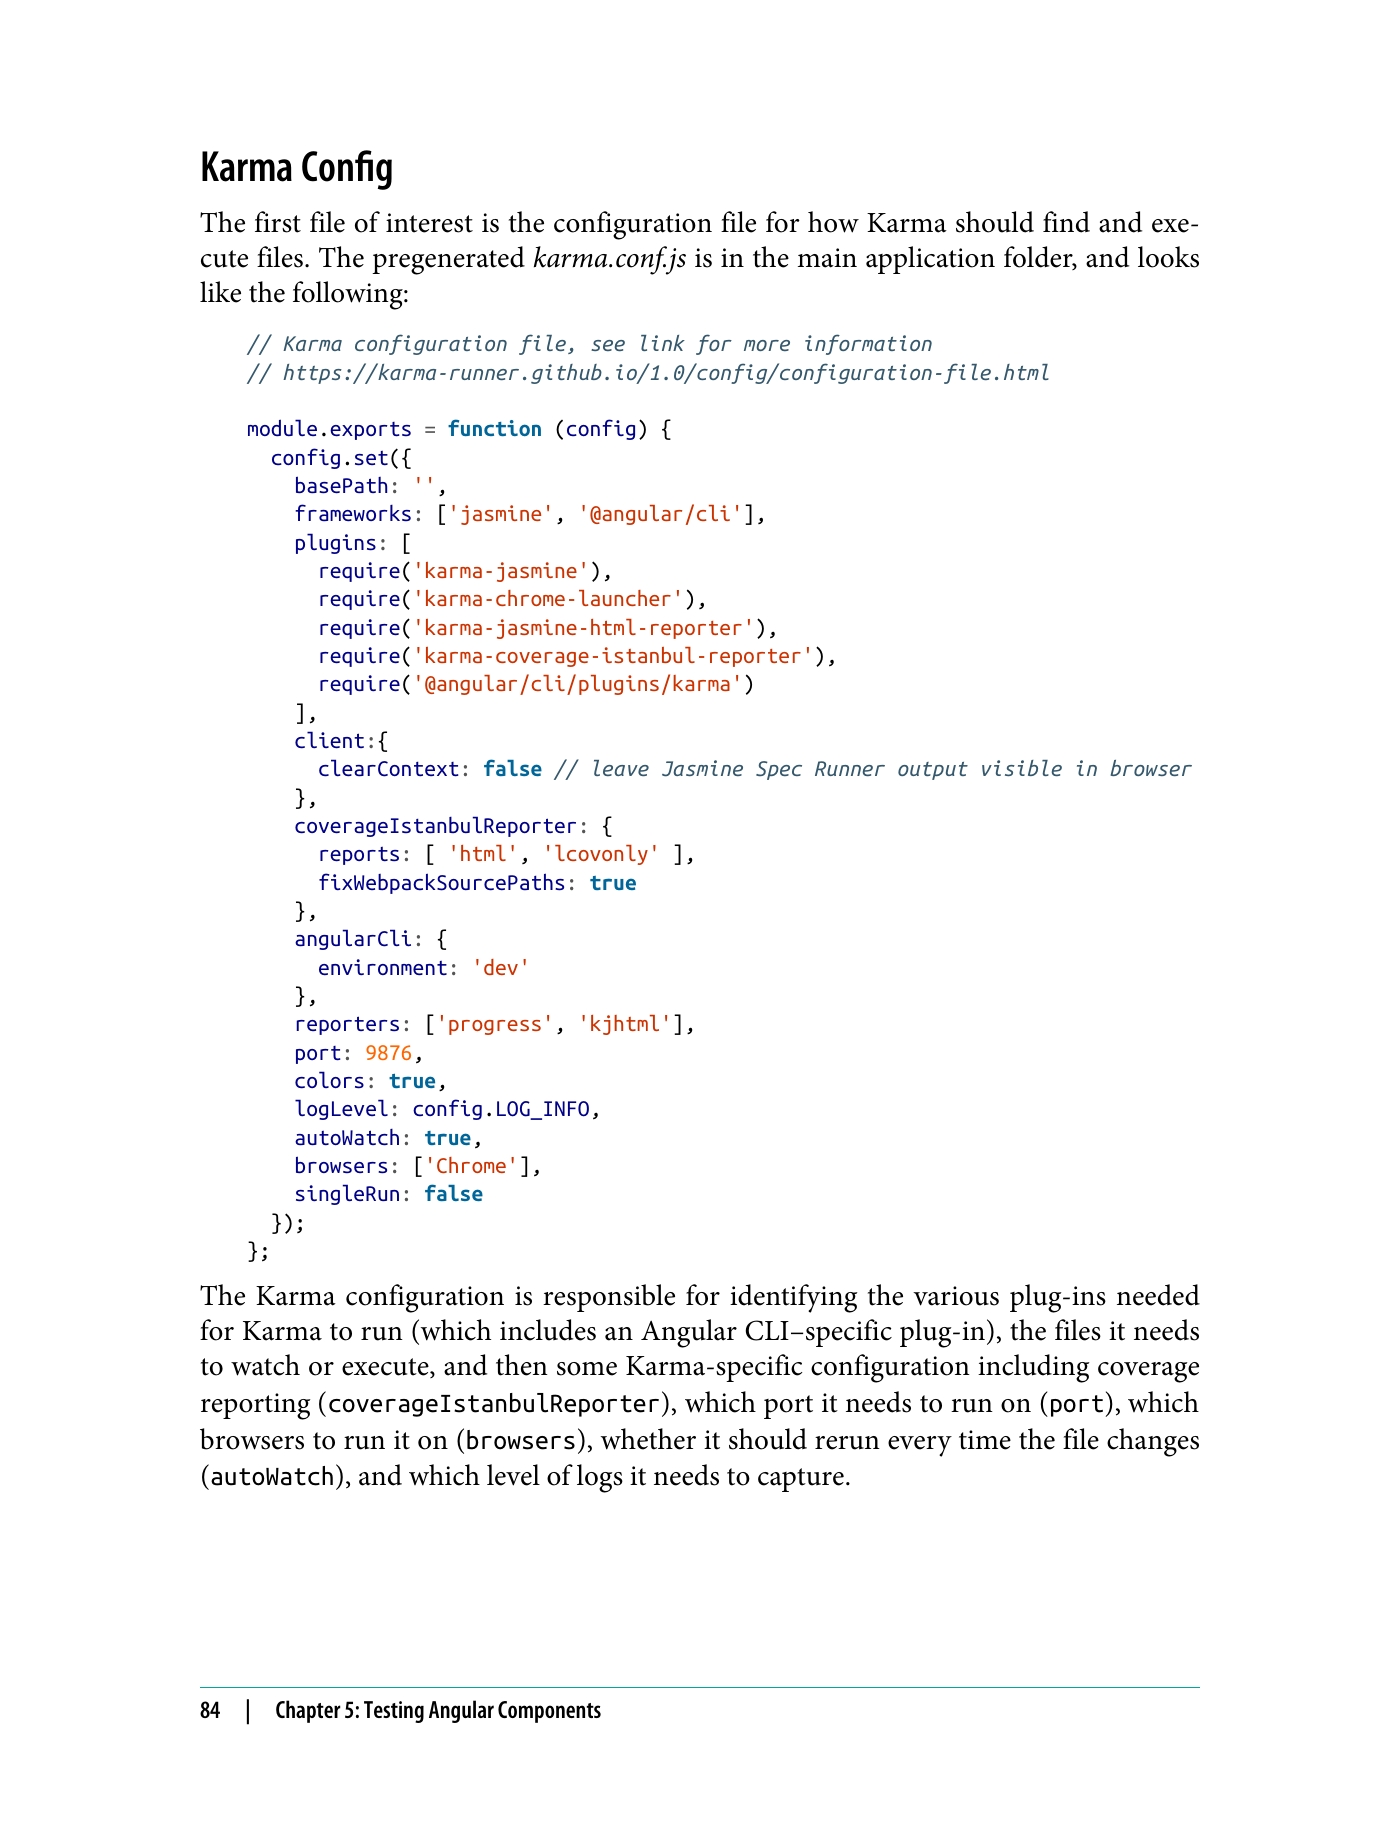 Karma Config
The first file of interest is the configuration file for how Karma should find and exe-
cute files. The pregenerated karma.conf.js is in the main application folder, and looks
like the following:
// Karma configuration file, see link for more information
// https://karma-runner.github.io/1.0/config/configuration-file.html
module.exports = function (config) {
  config.set({
    basePath: '',
    frameworks: ['jasmine', '@angular/cli'],
    plugins: [
      require('karma-jasmine'),
      require('karma-chrome-launcher'),
      require('karma-jasmine-html-reporter'),
      require('karma-coverage-istanbul-reporter'),
      require('@angular/cli/plugins/karma')
    ],
    client:{
      clearContext: false // leave Jasmine Spec Runner output visible in browser
    },
    coverageIstanbulReporter: {
      reports: [ 'html', 'lcovonly' ],
      fixWebpackSourcePaths: true
    },
    angularCli: {
      environment: 'dev'
    },
    reporters: ['progress', 'kjhtml'],
    port: 9876,
    colors: true,
    logLevel: config.LOG_INFO,
    autoWatch: true,
    browsers: ['Chrome'],
    singleRun: false
  });
};
The Karma configuration is responsible for identifying the various plug-ins needed
for Karma to run (which includes an Angular CLI–specific plug-in), the files it needs
to watch or execute, and then some Karma-specific configuration including coverage
reporting (coverageIstanbulReporter), which port it needs to run on (port), which
browsers to run it on (browsers), whether it should rerun every time the file changes
(autoWatch), and which level of logs it needs to capture.
84 | Chapter 5: Testing Angular Components